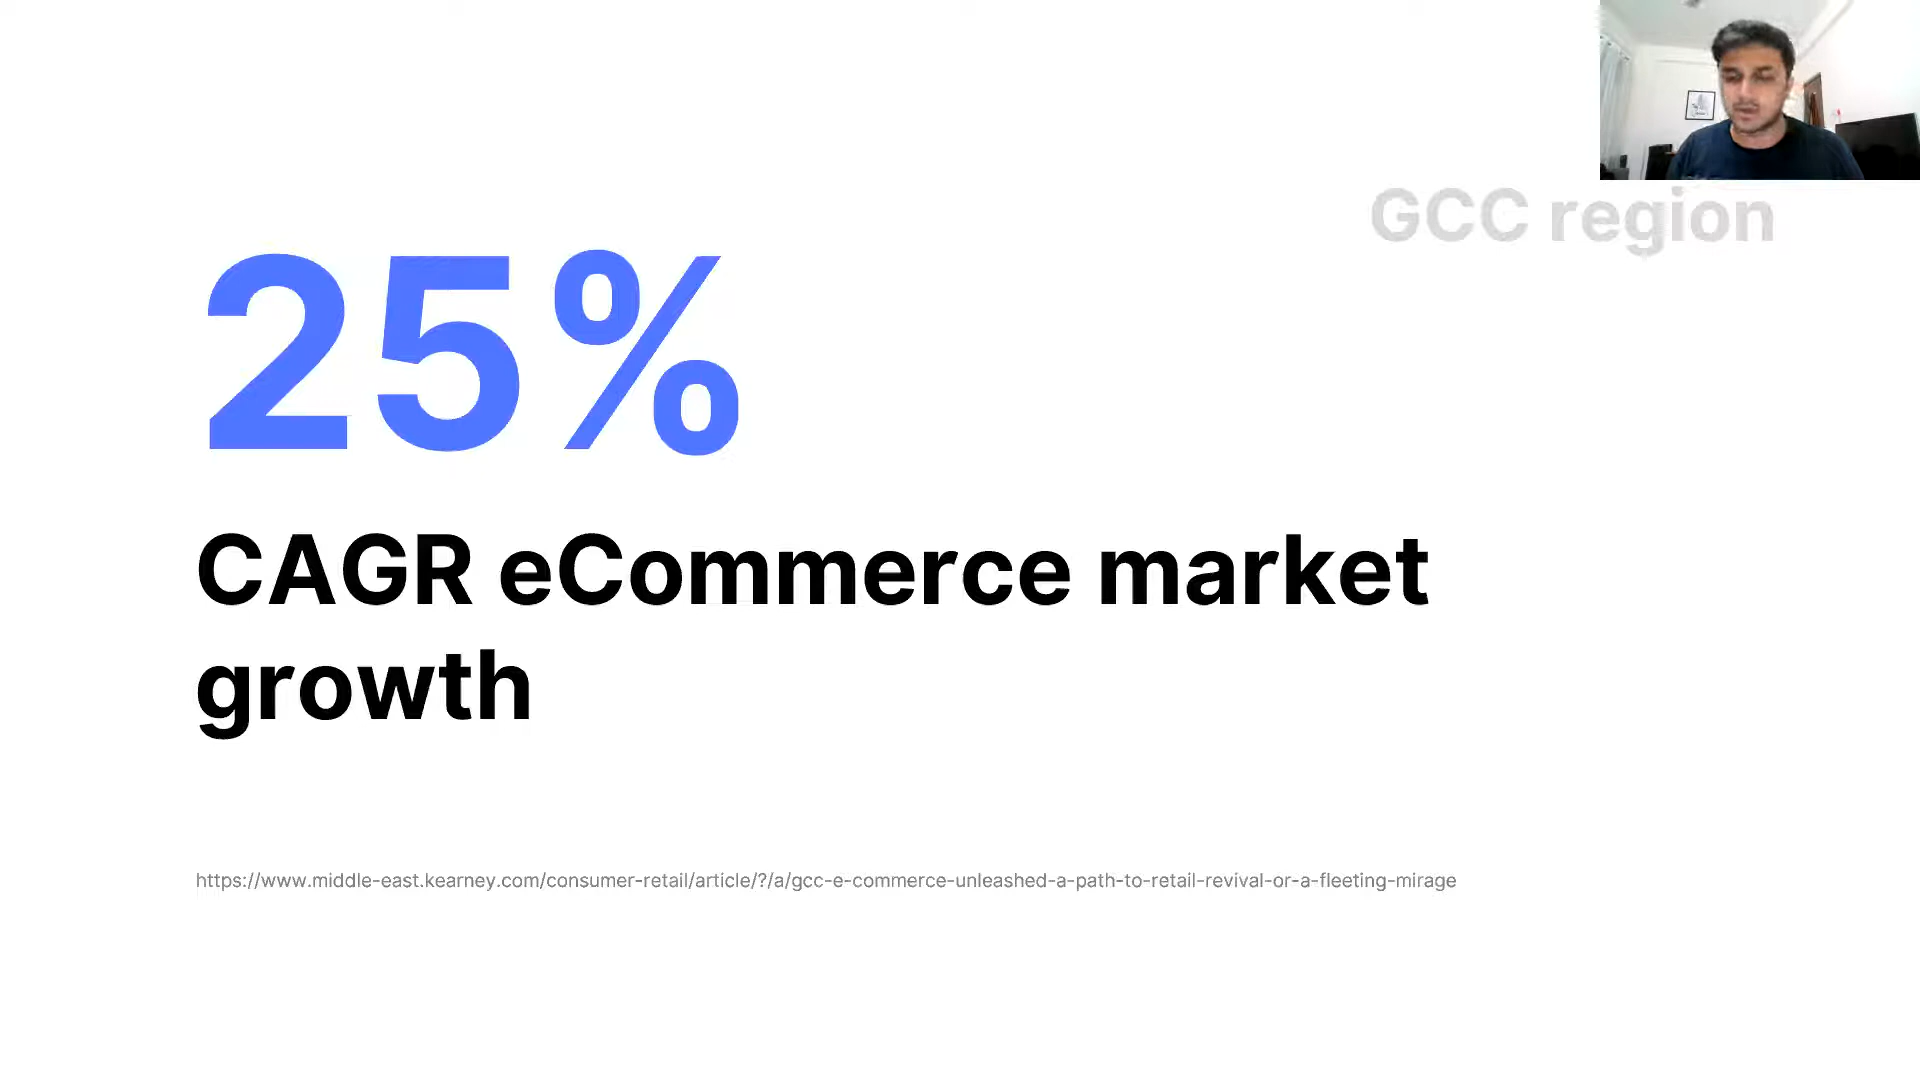 GCC region
25%
CAGR eCommerce market
growth
https://www.middle-east.kearney.com/consumer-retail/article/?/a/gcc-e-commerce-unleashed-a-path-to-retail-revival-or-a-fleeting-mirage